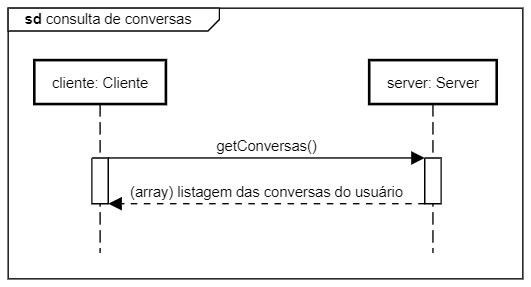 sd consulta de conversas
cliente: Cliente
server: Server
getConversas()
(array) listagem das conversas do usuário